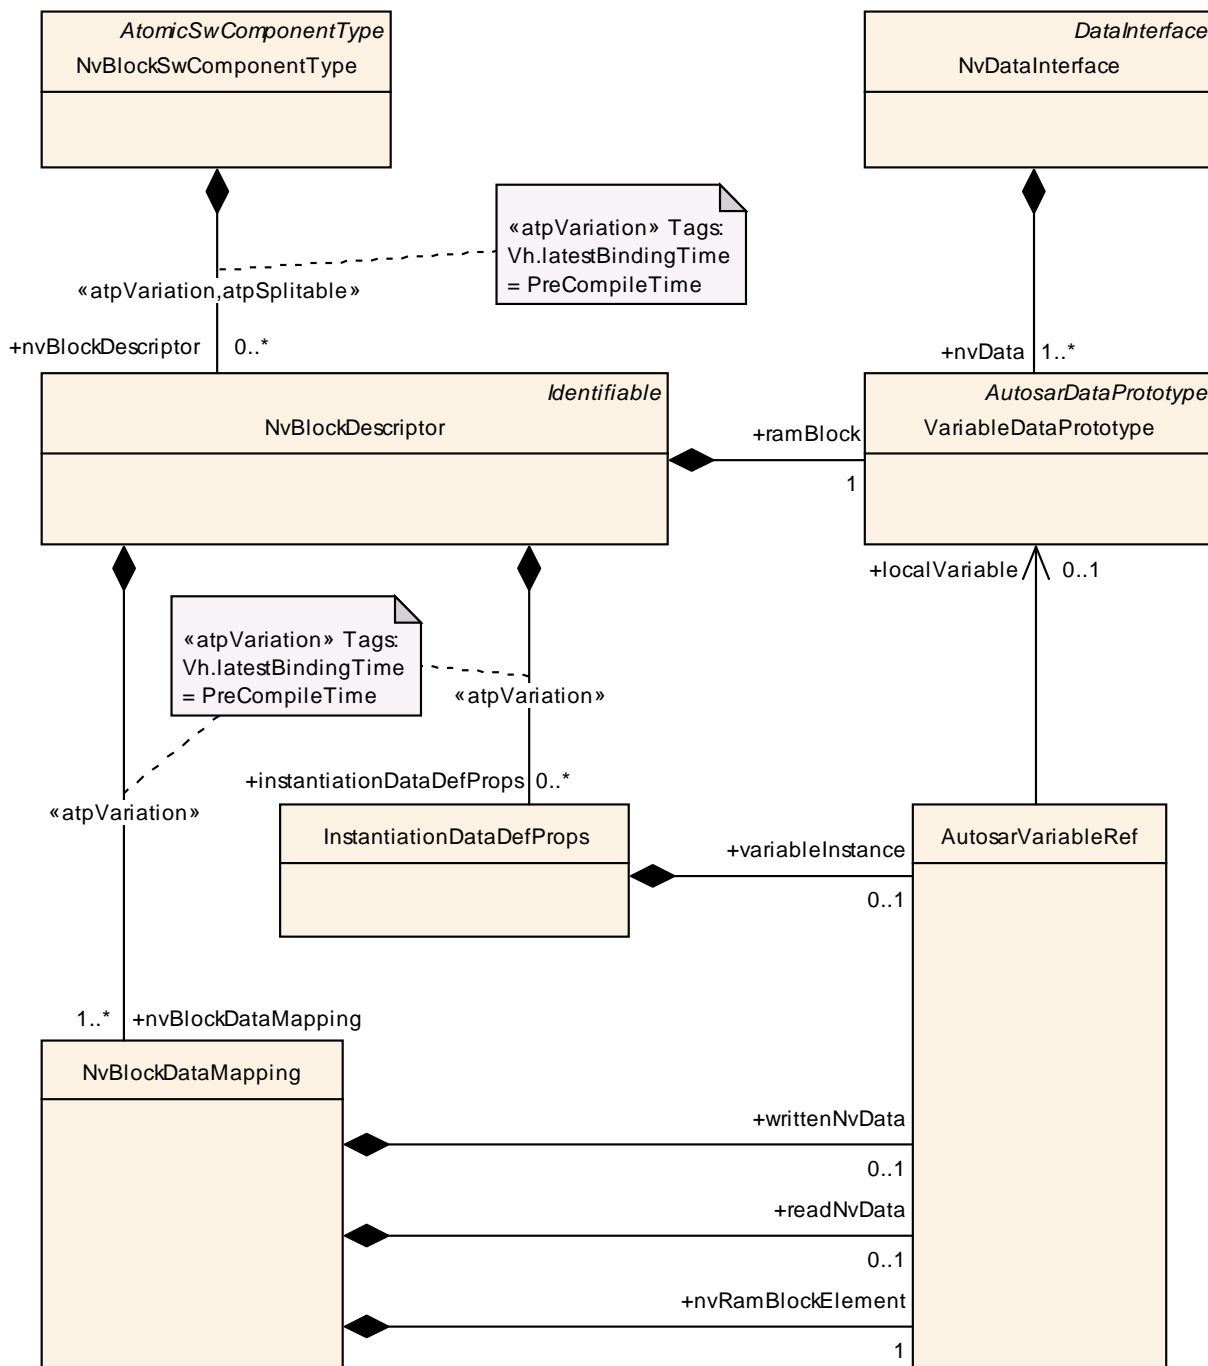 AtomicSwComponentType
NvBlockSwComponentType
DataInterface
NvDataInterface
«atpVariation» Tags:
Vh.latestBindingTime
= PreCompileTime
«atpVariation,atpSplitable»
+nvBlockDescriptor 0..*
+nvData 1..*
Identifiable
NvBlockDescriptor
+ramBlock
1
AutosarDataPrototype
VariableDataPrototype
+localVariable 0..1
«atpVariation» Tags:
Vh.latestBindingTime
= PreCompileTime
«atpVariation»
+instantiationDataDefProps 0..*
«atpVariation»
InstantiationDataDefProps
+variableInstance
0..1
AutosarVariableRef
1..* +nvBlockDataMapping
NvBlockDataMapping
+writtenNvData
0..1
+readNvData
0..1
+nvRamBlockElement
1